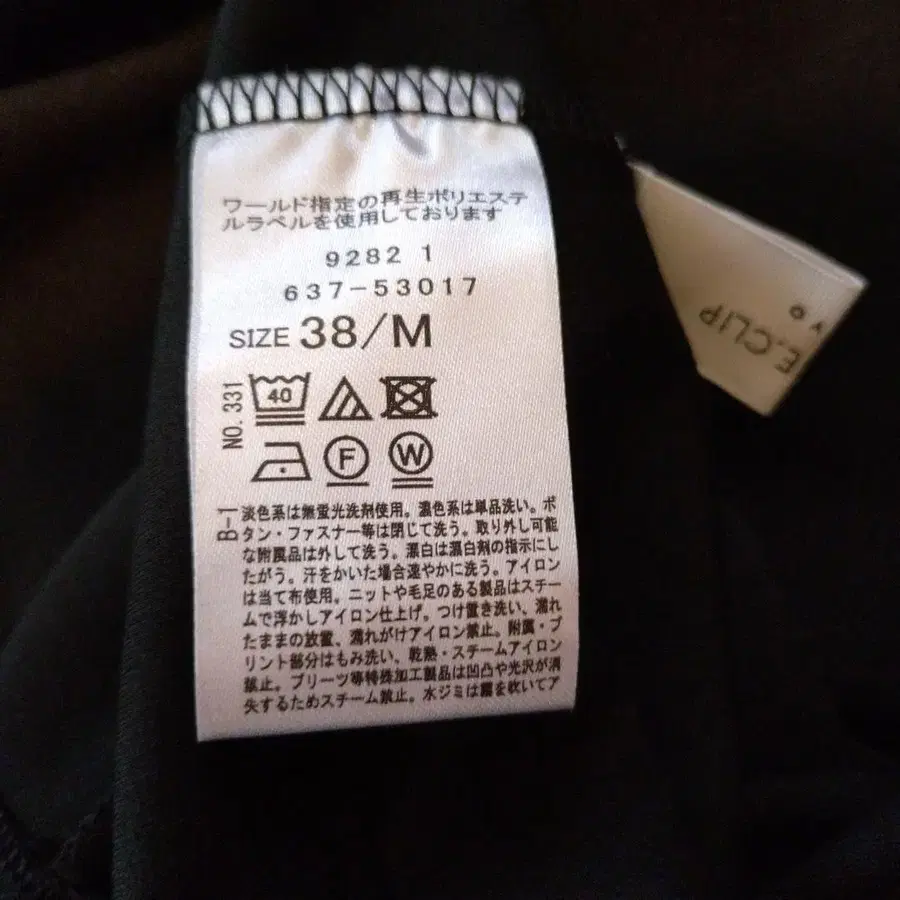 ワールド指定の再生ポリエステ
ルラベルを使用しております
9282 1
637-53017
SIZE 38/M
NO. 331
40
F
W
B-1
淡色系は無蛍光洗剤使用。濃色系は単品洗い。ボ
タン・ファスナー等は閉じて洗う。取り外し可能
な附属品は外して洗う。漂白は漂白剤の指示にし
たがう。汗をかいた場合速やかに洗う。アイロン
は当て布使用。ニットや毛足のある製品はスチー
ムで浮かしアイロン仕上げ。つけ置き洗い、濡れ
たままの放置、濡れがけアイロン禁止。附属・プ
リント部分はもみ洗い、乾熱・スチームアイロン
禁止。プリーツ等特殊加工製品は凹凸や光沢が消
失するためスチーム禁止。水ジミは霧を吹いてア
E.CLIP